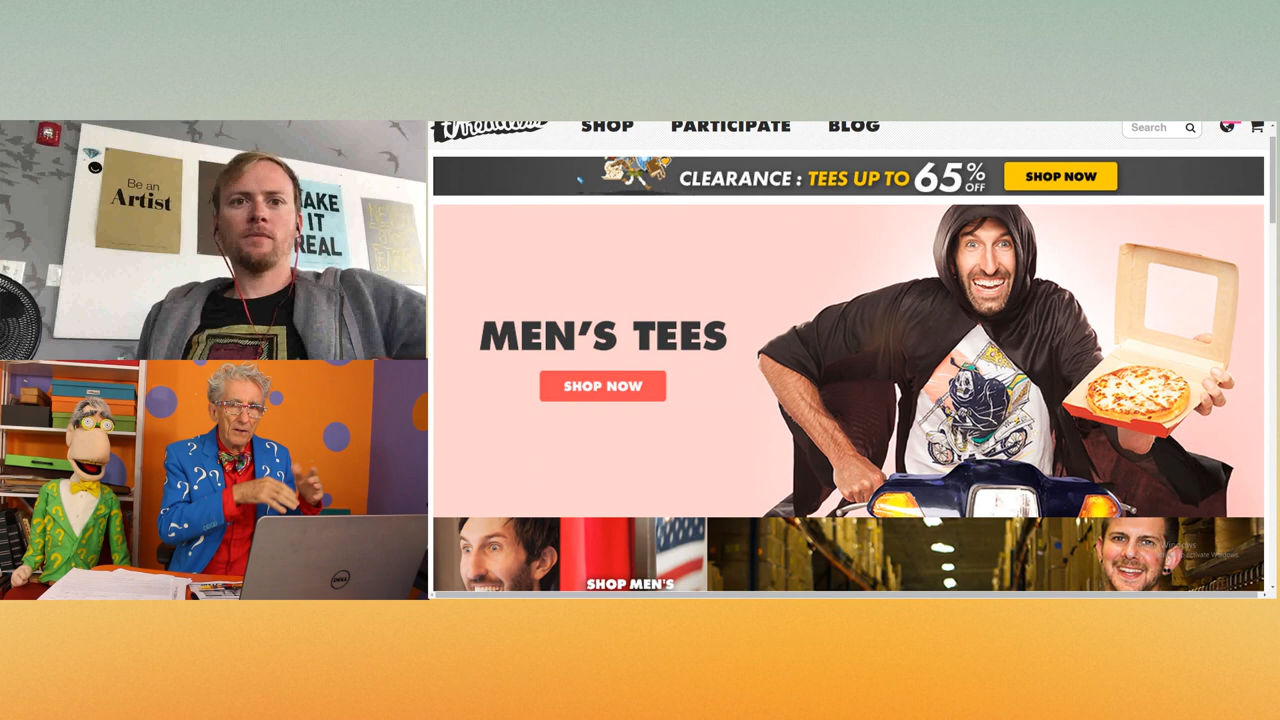 Be an
Artist
MAKE
IT
REAL
?
?
?
DELL
threadless
SHOP
PARTICIPATE
BLOG
Search
CLEARANCE : TEES UP TO 65% OFF
SHOP NOW
MEN'S TEES
SHOP NOW
SHOP MEN'S